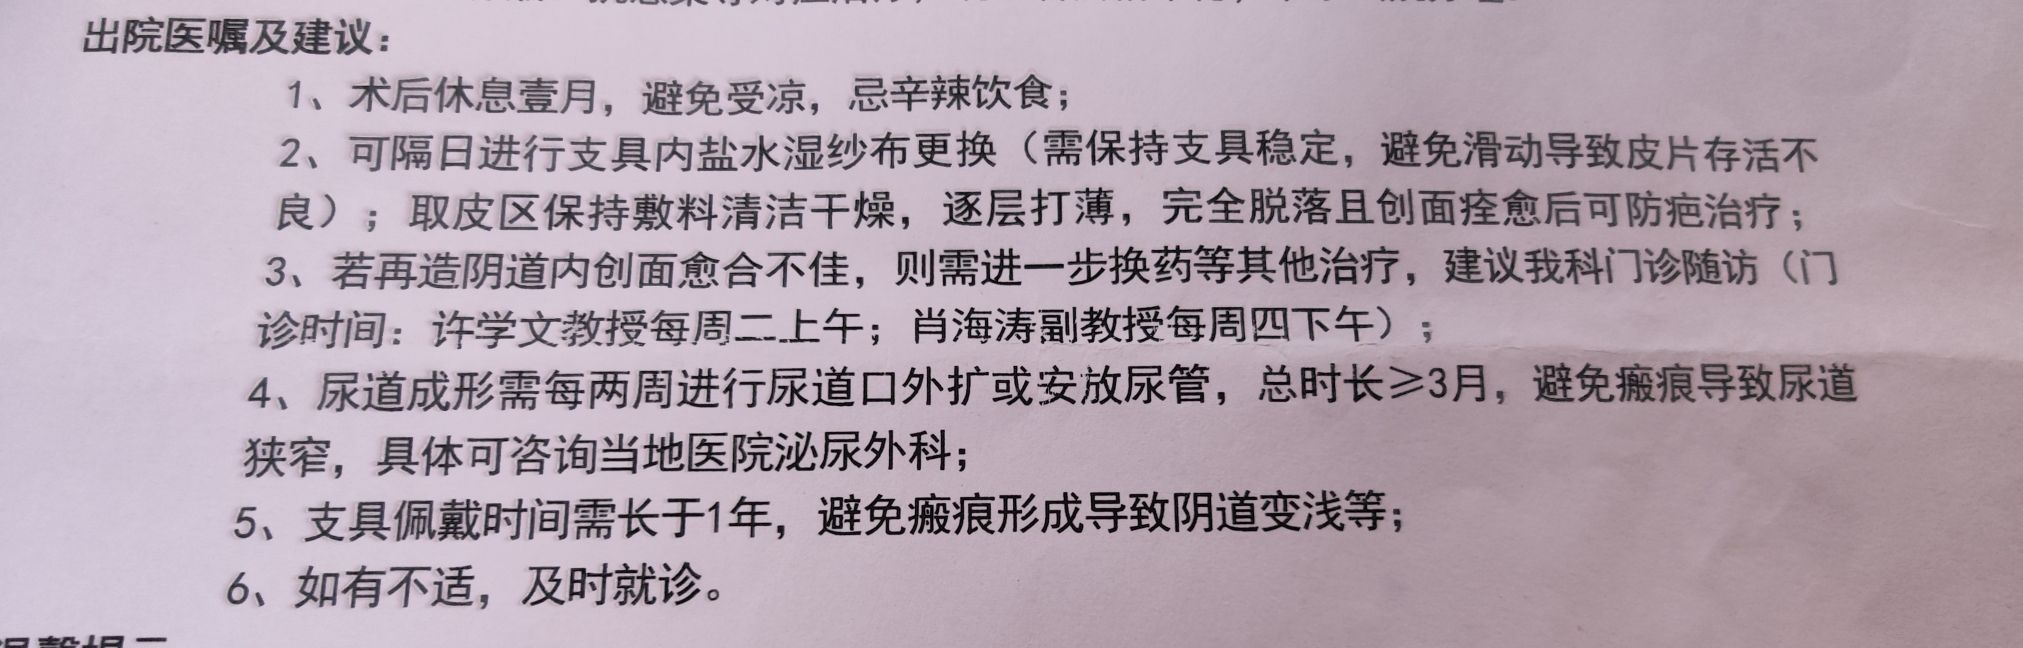 出院医嘱及建议：
1、术后休息壹月，避免受凉，忌辛辣饮食；
2、可隔日进行支具内盐水湿纱布更换（需保持支具稳定，避免滑动导致皮片存活不
良）；取皮区保持敷料清洁干燥，逐层打薄，完全脱落且创面痊愈后可防疤治疗；
3、若再造阴道内创面愈合不佳，则需进一步换药等其他治疗，建议我科门诊随访（门
诊时间：许学文教授每周二上午；肖海涛副教授每周四下午）；
4、尿道成形需每两周进行尿道口外扩或安放尿管，总时长≥3月，避免瘢痕导致尿道
狭窄，具体可咨询当地医院泌尿外科；
5、支具佩戴时间需长于1年，避免瘢痕形成导致阴道变浅等；
6、如有不适，及时就诊。